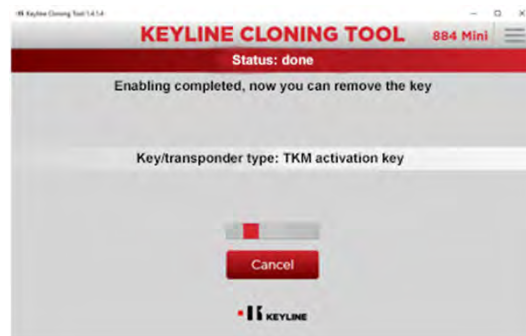 Keyline Cloning Tool 1.4.1.4
KEYLINE CLONING TOOL 884 Mini
Status: done
Enabling completed, now you can remove the key
Key/transponder type: TKM activation key
Cancel
KEYLINE